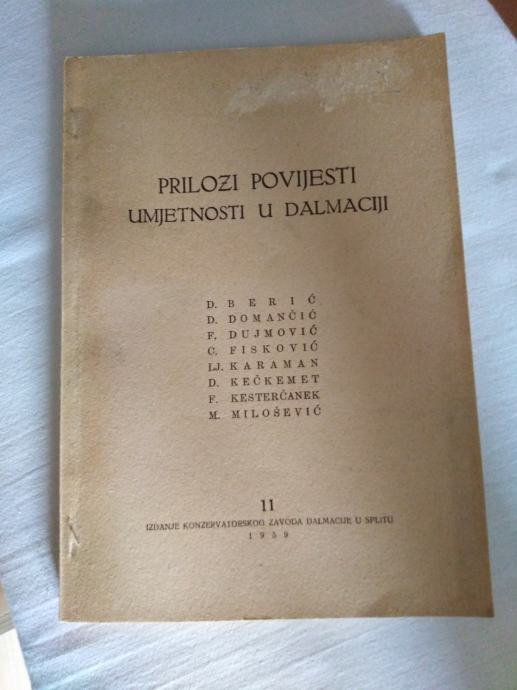 PRILOZI POVIJESTI
UMJETNOSTI U DALMACIJI
D. BERIĆ
D. DOMANČIĆ
F. DUJMOVIĆ
C. FISKOVIĆ
LJ. KARAMAN
D. KEČKEMET
F. KESTERČANEK
M. MILOŠEVIĆ
11
IZDANJE KONZERVATORSKOG ZAVODA DALMACIJE U SPLITU
1959